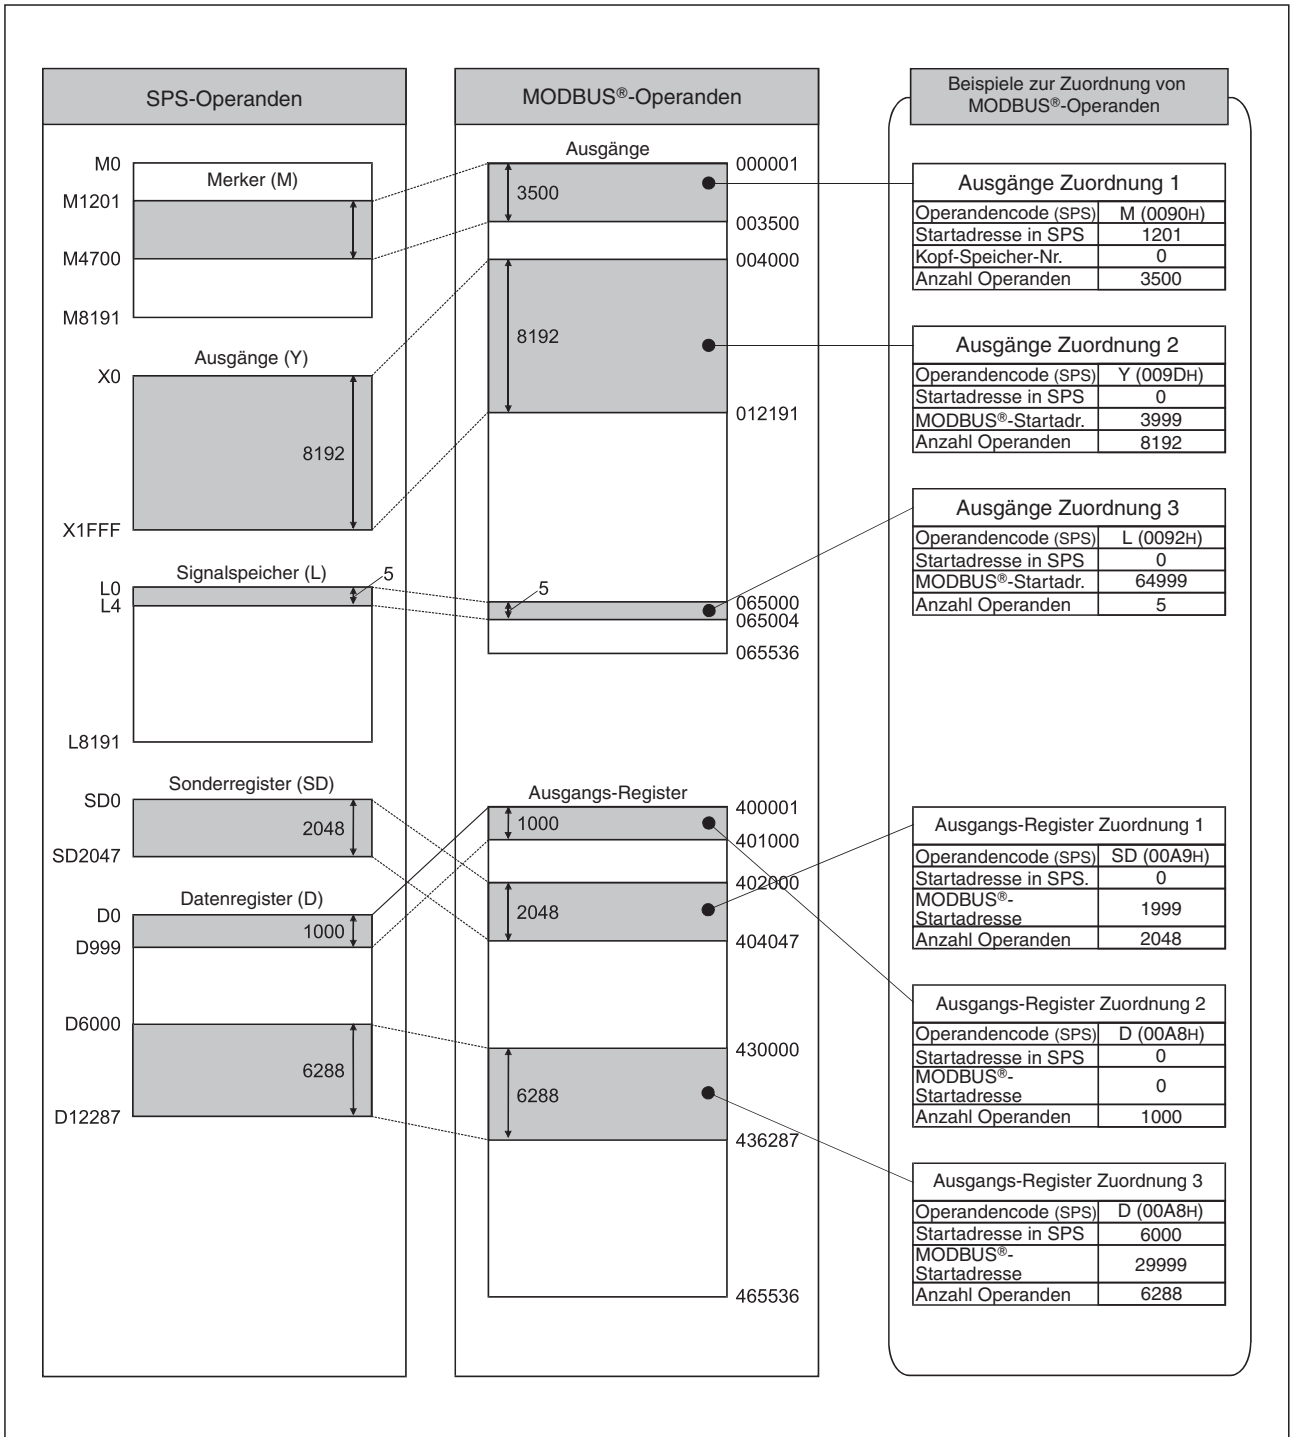 SPS-Operanden
M0
Merker (M)
M1201
M4700
M8191
Ausgänge (Y)
X0
8192
X1FFF
Signalspeicher (L)
L0
5
L4
L8191
Sonderregister (SD)
SD0
2048
SD2047
Datenregister (D)
D0
1000
D999
D6000
6288
D12287
MODBUS®-Operanden
Ausgänge
000001
3500
003500
004000
8192
012191
5
065000
065004
065536
Ausgangs-Register
400001
1000
401000
402000
2048
404047
430000
6288
436287
465536
Beispiele zur Zuordnung von
MODBUS®-Operanden
Ausgänge Zuordnung 1
Operandencode (SPS) M (0090H)
Startadresse in SPS 1201
Kopf-Speicher-Nr. 0
Anzahl Operanden 3500
Ausgänge Zuordnung 2
Operandencode (SPS) Y (009DH)
Startadresse in SPS 0
MODBUS®-Startadr. 3999
Anzahl Operanden 8192
Ausgänge Zuordnung 3
Operandencode (SPS) L (0092H)
Startadresse in SPS 0
MODBUS®-Startadr. 64999
Anzahl Operanden 5
Ausgangs-Register Zuordnung 1
Operandencode (SPS) SD (00A9H)
Startadresse in SPS. 0
MODBUS®-
Startadresse 1999
Anzahl Operanden 2048
Ausgangs-Register Zuordnung 2
Operandencode (SPS) D (00A8H)
Startadresse in SPS 0
MODBUS®-
Startadresse 0
Anzahl Operanden 1000
Ausgangs-Register Zuordnung 3
Operandencode (SPS) D (00A8H)
Startadresse in SPS 6000
MODBUS®-
Startadresse 29999
Anzahl Operanden 6288